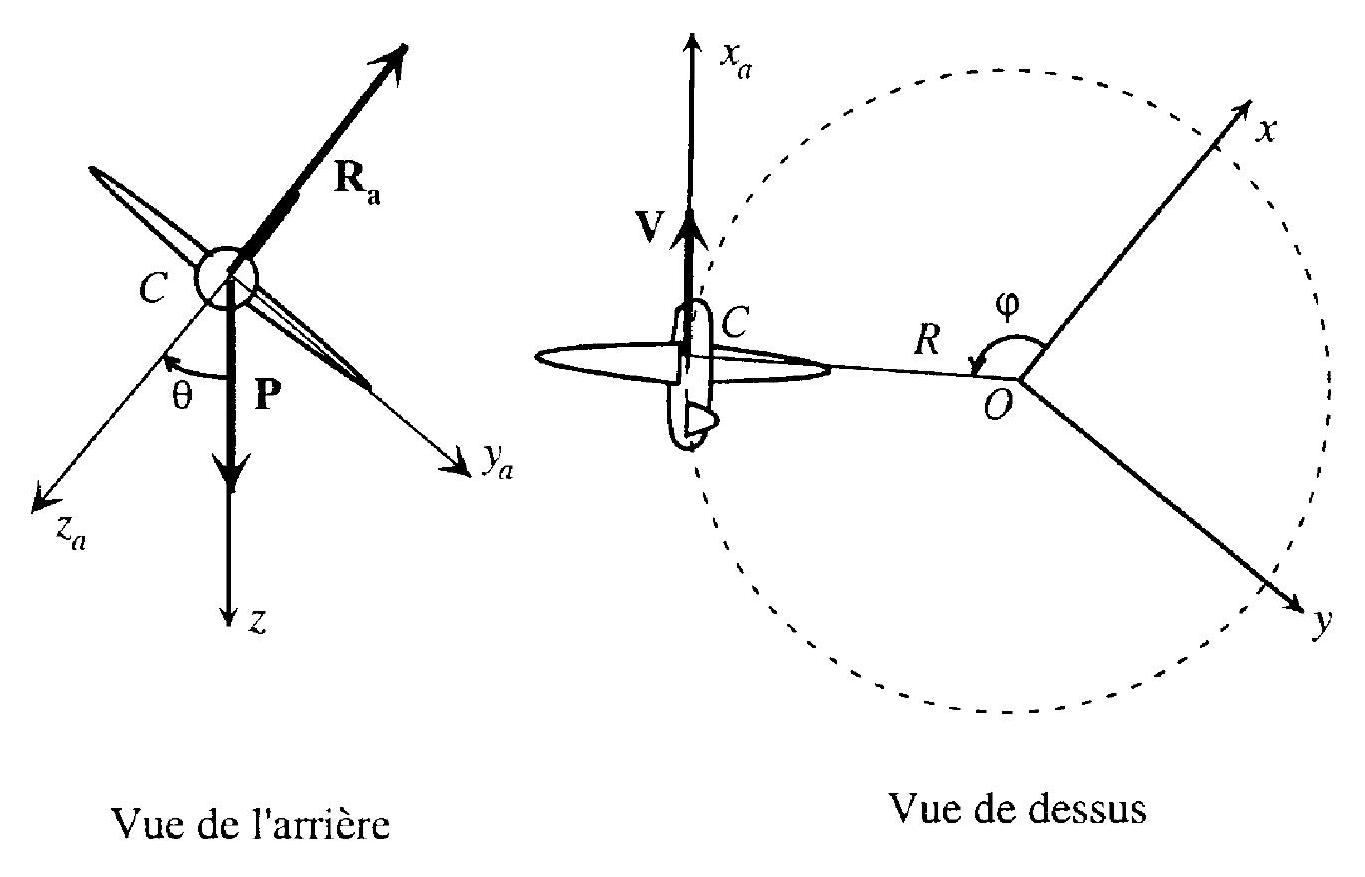 R_a
C
θ
P
y_a
z_a
z
Vue de l'arrière
x_a
V
C
R
φ
x
O
y
Vue de dessus